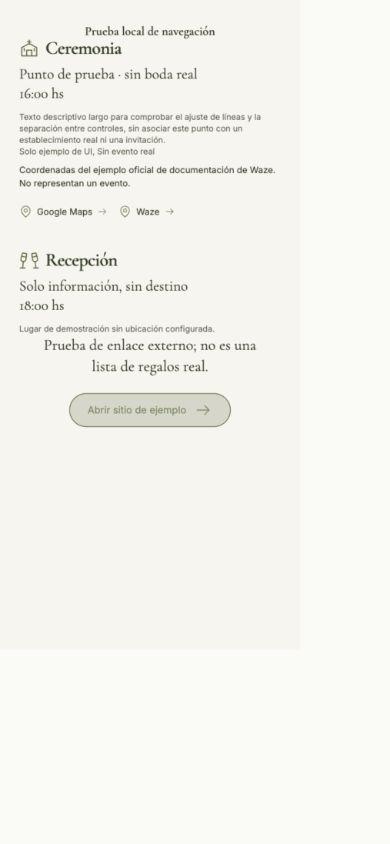 Prueba local de navegación
Ceremonia
Punto de prueba · sin boda real
16:00 hs
Texto descriptivo largo para comprobar el ajuste de líneas y la
separación entre controles, sin asociar este punto con un
establecimiento real ni una invitación.
Solo ejemplo de UI, Sin evento real
Coordenadas del ejemplo oficial de documentación de Waze.
No representan un evento.
Google Maps → Waze →
Recepción
Solo información, sin destino
18:00 hs
Lugar de demostración sin ubicación configurada.
Prueba de enlace externo; no es una
lista de regalos real.
Abrir sitio de ejemplo →